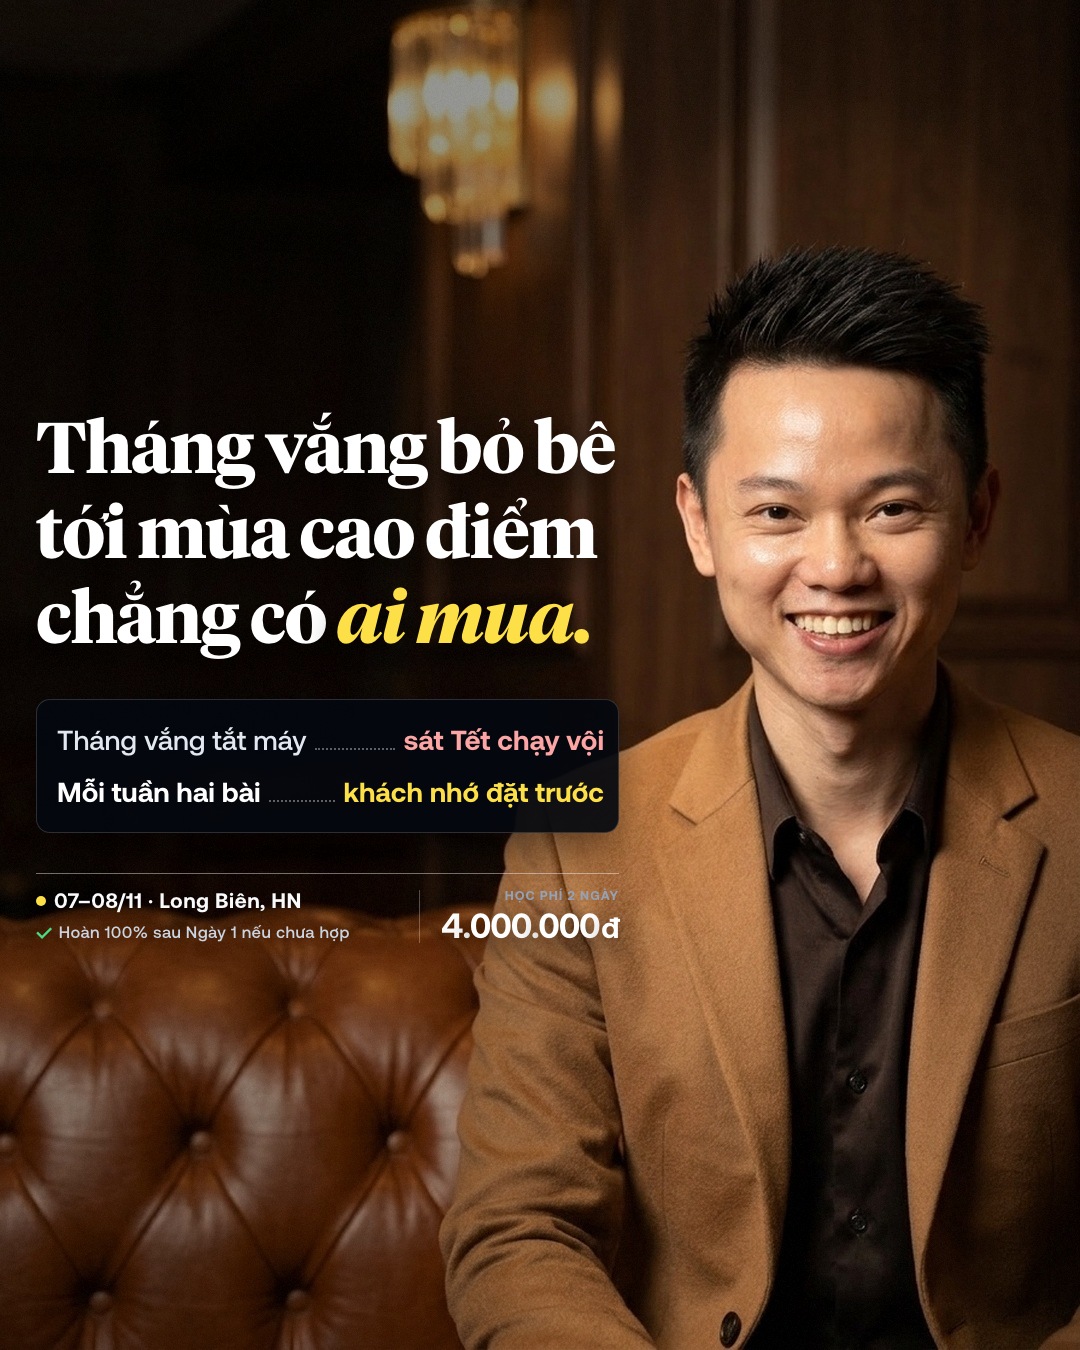 Tháng vắng bỏ bê
tới mùa cao điểm
chẳng có ai mua.
Tháng vắng tắt máy ........ sát Tết chạy vội
Mỗi tuần hai bài ........ khách nhớ đặt trước
07–08/11 · Long Biên, HN
Hoàn 100% sau Ngày 1 nếu chưa hợp
HỌC PHÍ 2 NGÀY
4.000.000đ